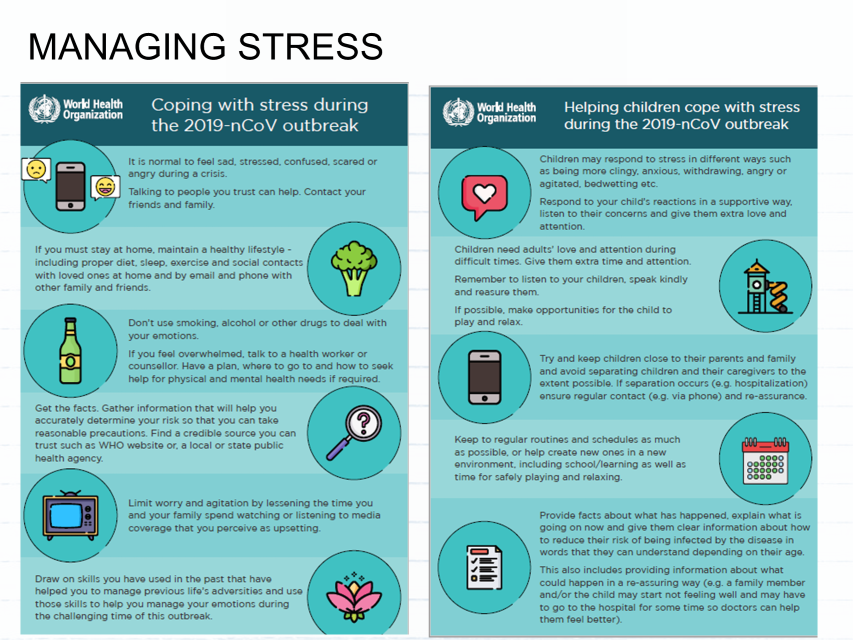 MANAGING STRESS
World Health
Organization
Coping with stress during
the 2019-nCoV outbreak
It is normal to feel sad, stressed, confused, scared or
angry during a crisis.
Talking to people you trust can help. Contact your
friends and family.
If you must stay at home, maintain a healthy lifestyle -
including proper diet, sleep, exercise and social contacts
with loved ones at home and by email and phone with
other family and friends.
Don't use smoking, alcohol or other drugs to deal with
your emotions.
If you feel overwhelmed, talk to a health worker or
counsellor. Have a plan, where to go to and how to seek
help for physical and mental health needs if required.
Get the facts. Gather information that will help you
accurately determine your risk so that you can take
reasonable precautions. Find a credible source you can
trust such as WHO website or, a local or state public
health agency.
?
Limit worry and agitation by lessening the time you
and your family spend watching or listening to media
coverage that you perceive as upsetting.
Draw on skills you have used in the past that have
helped you to manage previous life's adversities and use
those skills to help you manage your emotions during
the challenging time of this outbreak.
World Health
Organization
Helping children cope with stress
during the 2019-nCoV outbreak
Children may respond to stress in different ways such
as being more clingy, anxious, withdrawing, angry or
agitated, bedwetting etc.
Respond to your child's reactions in a supportive way,
listen to their concerns and give them extra love and
attention.
Children need adults' love and attention during
difficult times. Give them extra time and attention.
Remember to listen to your children, speak kindly
and reasure them.
If possible, make opportunities for the child to
play and relax.
Try and keep children close to their parents and family
and avoid separating children and their caregivers to the
extent possible. If separation occurs (e.g. hospitalization)
ensure regular contact (e.g. via phone) and re-assurance.
Keep to regular routines and schedules as much
as possible, or help create new ones in a new
environment, including school/learning as well as
time for safely playing and relaxing.
Provide facts about what has happened, explain what is
going on now and give them clear information about how
to reduce their risk of being infected by the disease in
words that they can understand depending on their age.
This also includes providing information about what
could happen in a re-assuring way (e.g. a family member
and/or the child may start not feeling well and may have
to go to the hospital for some time so doctors can help
them feel better).